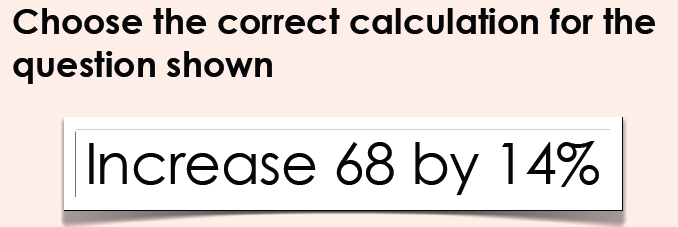 Choose the correct calculation for the
question shown
Increase 68 by 14%